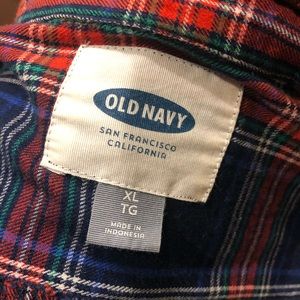 OLD NAVY
SAN FRANCISCO
CALIFORNIA
XL
TG
MADE IN
INDONESIA